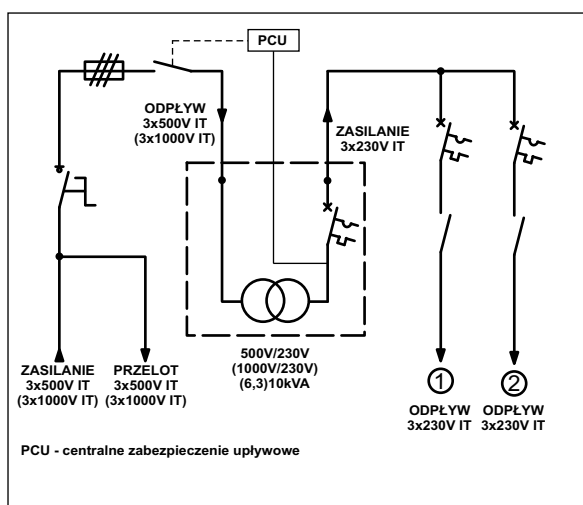 PCU
ODPŁYW
3x500V IT
(3x1000V IT)
ZASILANIE
3x230V IT
500V/230V
(1000V/230V)
(6,3)10kVA
ZASILANIE
3x500V IT
(3x1000V IT)
PRZELOT
3x500V IT
(3x1000V IT)
1
ODPŁYW
3x230V IT
2
ODPŁYW
3x230V IT
PCU - centralne zabezpieczenie upływowe